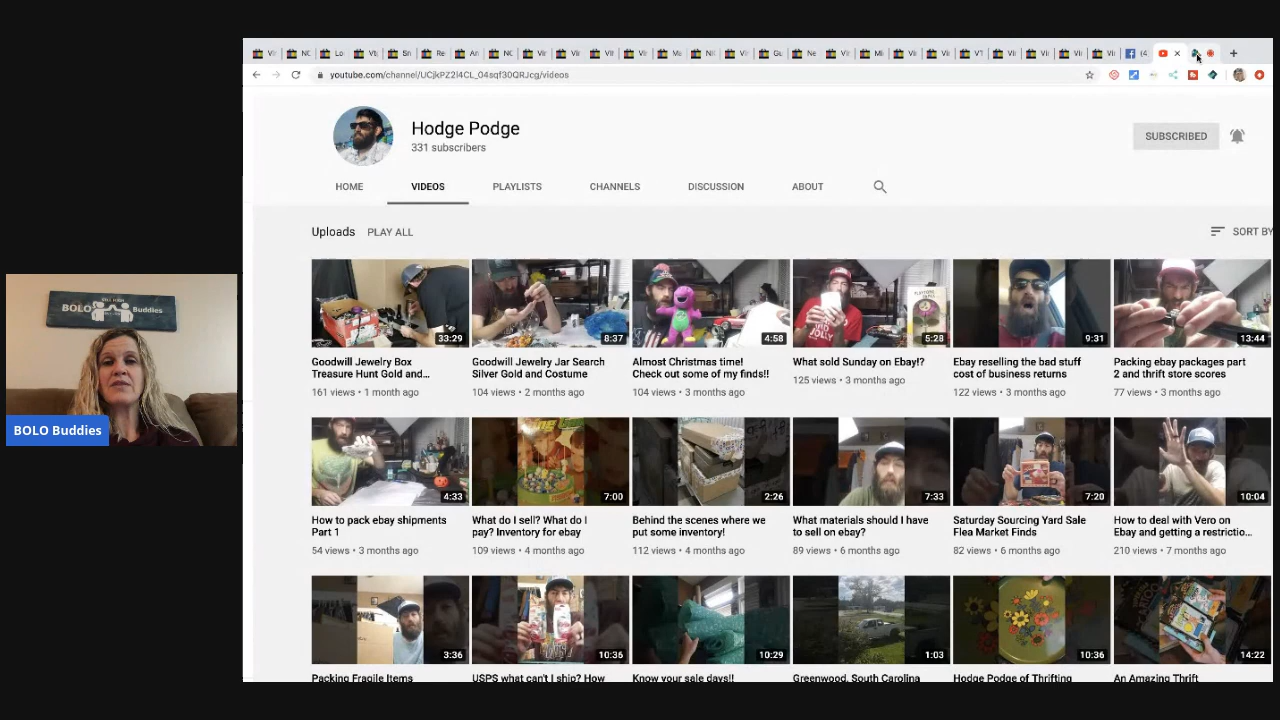 youtube.com/channel/UCjkPZ2l4CL_04sqf30QRJcg/videos
Hodge Podge
331 subscribers
SUBSCRIBED
HOME VIDEOS PLAYLISTS CHANNELS DISCUSSION ABOUT
Uploads PLAY ALL
SORT BY
33:29
8:37
4:58
5:28
9:31
13:44
Goodwill Jewelry Box
Treasure Hunt Gold and...
161 views • 1 month ago
Goodwill Jewelry Jar Search
Silver Gold and Costume
104 views • 2 months ago
Almost Christmas time!
Check out some of my finds!!
104 views • 3 months ago
What sold Sunday on Ebay!?
125 views • 3 months ago
Ebay reselling the bad stuff
cost of business returns
122 views • 3 months ago
Packing ebay packages part
2 and thrift store scores
77 views • 3 months ago
BOLO Buddies
BOLO Buddies
4:33
7:00
2:26
7:33
7:20
10:04
How to pack ebay shipments
Part 1
54 views • 3 months ago
What do I sell? What do I
pay? Inventory for ebay
109 views • 4 months ago
Behind the scenes where we
put some inventory!
112 views • 4 months ago
What materials should I have
to sell on ebay?
89 views • 6 months ago
Saturday Sourcing Yard Sale
Flea Market Finds
82 views • 6 months ago
How to deal with Vero on
Ebay and getting a restrictio...
210 views • 7 months ago
3:36
10:36
10:29
1:03
10:36
14:22
Packing Fragile Items
USPS what can't I ship? How
Know your sale days!!
Greenwood, South Carolina
Hodge Podge of Thrifting
An Amazing Thrift